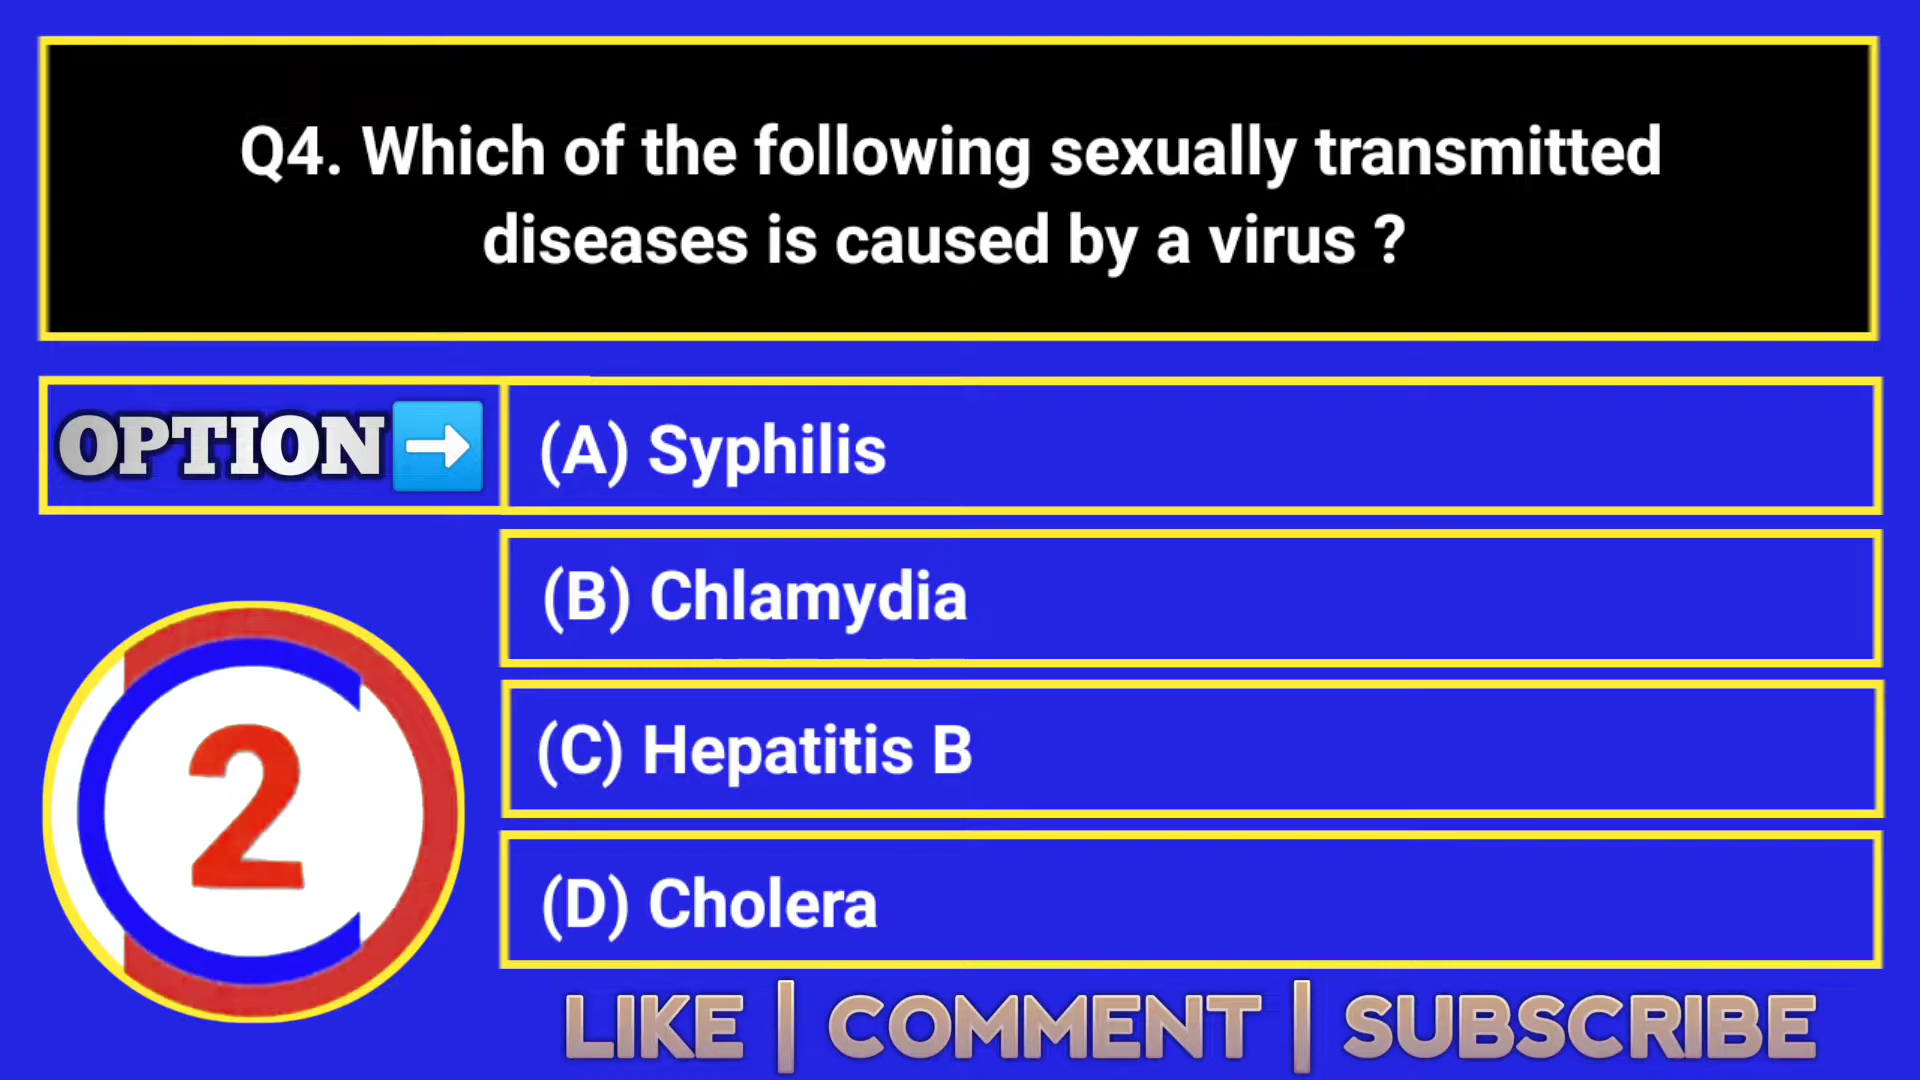 Q4. Which of the following sexually transmitted
diseases is caused by a virus ?
OPTION➡
(A) Syphilis
(B) Chlamydia
(C) Hepatitis B
(D) Cholera
2
LIKE | COMMENT | SUBSCRIBE